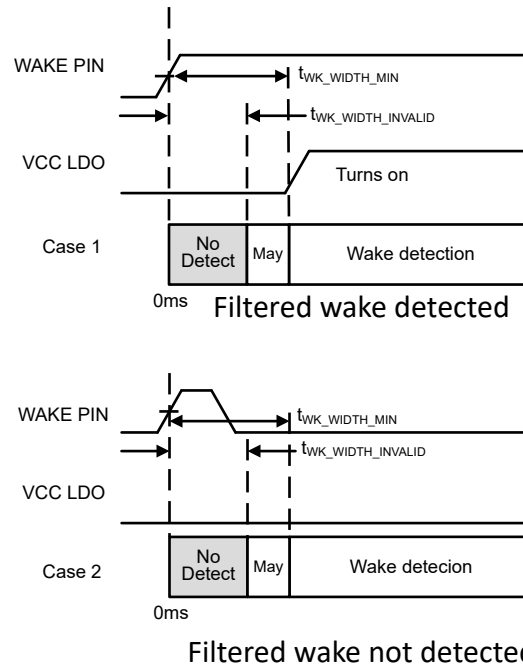 WAKE PIN
tWK_WIDTH_MIN
tWK_WIDTH_INVALID
VCC LDO
Turns on
Case 1
No
Detect
May
Wake detection
0ms
Filtered wake detected
WAKE PIN
tWK_WIDTH_MIN
tWK_WIDTH_INVALID
VCC LDO
Case 2
No
Detect
May
Wake detecion
0ms
Filtered wake not detected